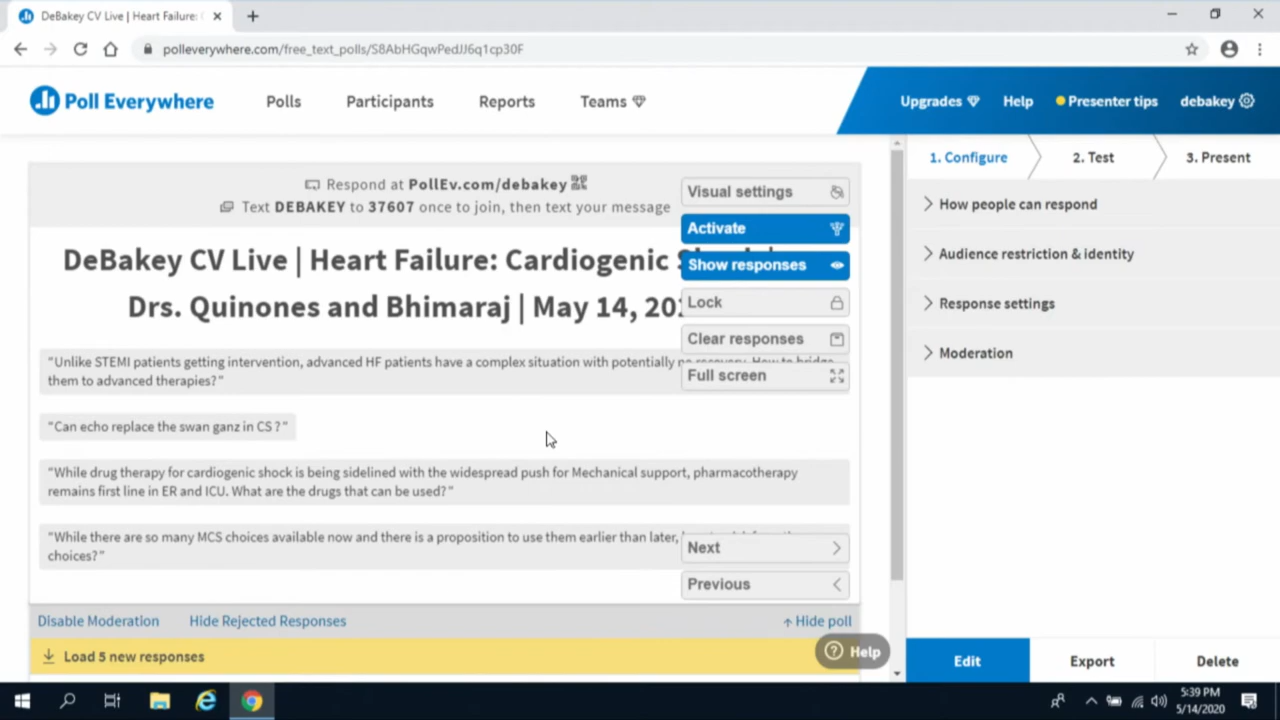 DeBakey CV Live | Heart Failure: C
polleverywhere.com/free_text_polls/S8AbHGqwPedJJ6q1cp30F
Poll Everywhere
Polls
Participants
Reports
Teams
Upgrades
Help
Presenter tips
debakey
1. Configure
2. Test
3. Present
Respond at PollEv.com/debakey
Text DEBAKEY to 37607 once to join, then text your message
Visual settings
Activate
Show responses
Lock
Clear responses
Full screen
DeBakey CV Live | Heart Failure: Cardiogenic
Drs. Quinones and Bhimaraj | May 14,
"Unlike STEMI patients getting intervention, advanced HF patients have a complex situation with potentially no recovery. How to bridge
them to advanced therapies?"
"Can echo replace the swan ganz in CS ?"
"While drug therapy for cardiogenic shock is being sidelined with the widespread push for Mechanical support, pharmacotherapy
remains first line in ER and ICU. What are the drugs that can be used?"
"While there are so many MCS choices available now and there is a proposition to use them earlier than later,
choices?"
Next
Previous
How people can respond
Audience restriction & identity
Response settings
Moderation
Disable Moderation
Hide Rejected Responses
Hide poll
Load 5 new responses
Help
Edit
Export
Delete
5:39 PM
5/14/2020